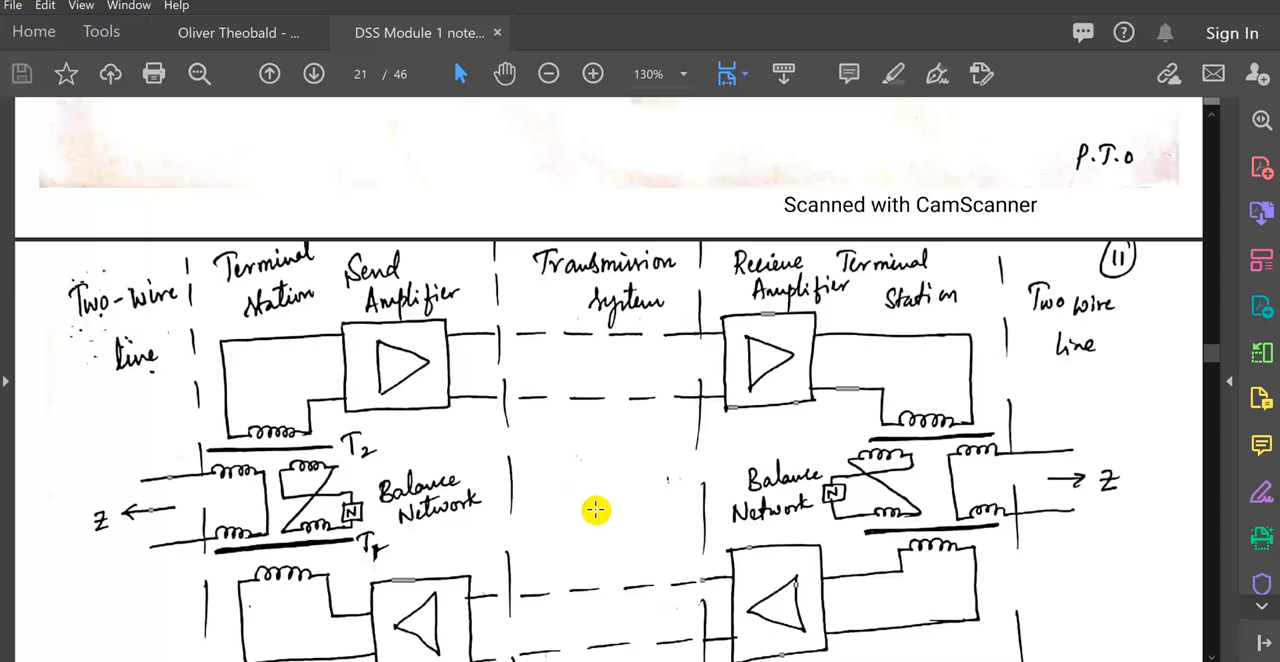 File Edit View Window Help
Home Tools Oliver Theobald - ... DSS Module 1 note... × Sign In
21 / 46 130%
P.T.O
Scanned with CamScanner
11
Two-wire
line
Terminal
station
Send
Amplifier
Transmission
system
Recieve
Amplifier
Terminal
Station
Two wire
line
T2
Balance
Network
N
Z
T1
Balance
Network
N
Z